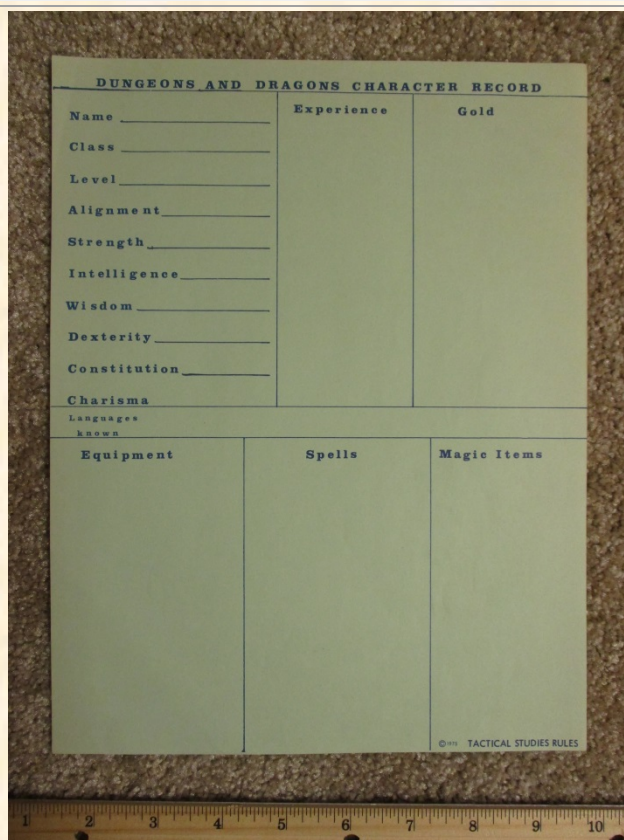 DUNGEONS AND DRAGONS CHARACTER RECORD
Name
Class
Level
Alignment
Strength
Intelligence
Wisdom
Dexterity
Constitution
Charisma
Experience
Gold
Languages
known
Equipment
Spells
Magic Items
© TACTICAL STUDIES RULES
1 2 3 4 5 6 7 8 9 10